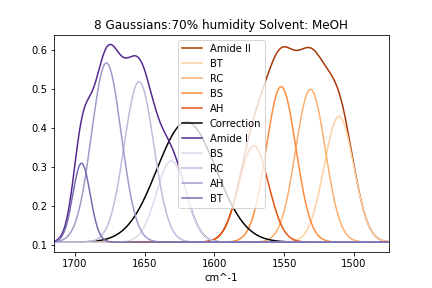 8 Gaussians:70% humidity Solvent: MeOH
0.6
0.5
0.4
0.3
0.2
0.1
Amide II
BT
RC
BS
AH
Correction
Amide I
BS
RC
AH
BT
1700
1650
1600
1550
1500
cm^-1